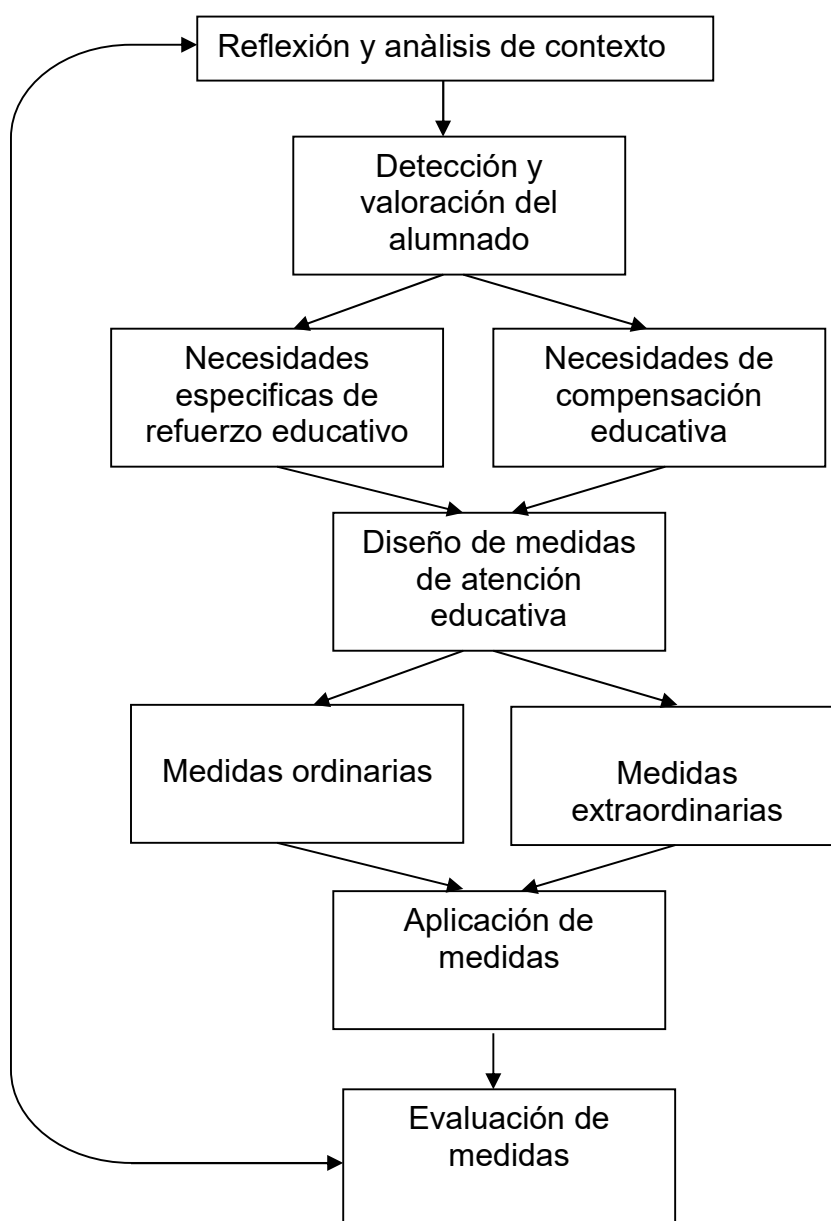 Reflexión y anàlisis de contexto
Detección y
valoración del
alumnado
Necesidades
especificas de
refuerzo educativo
Necesidades de
compensación
educativa
Diseño de medidas
de atención
educativa
Medidas ordinarias
Medidas
extraordinarias
Aplicación de
medidas
Evaluación de
medidas